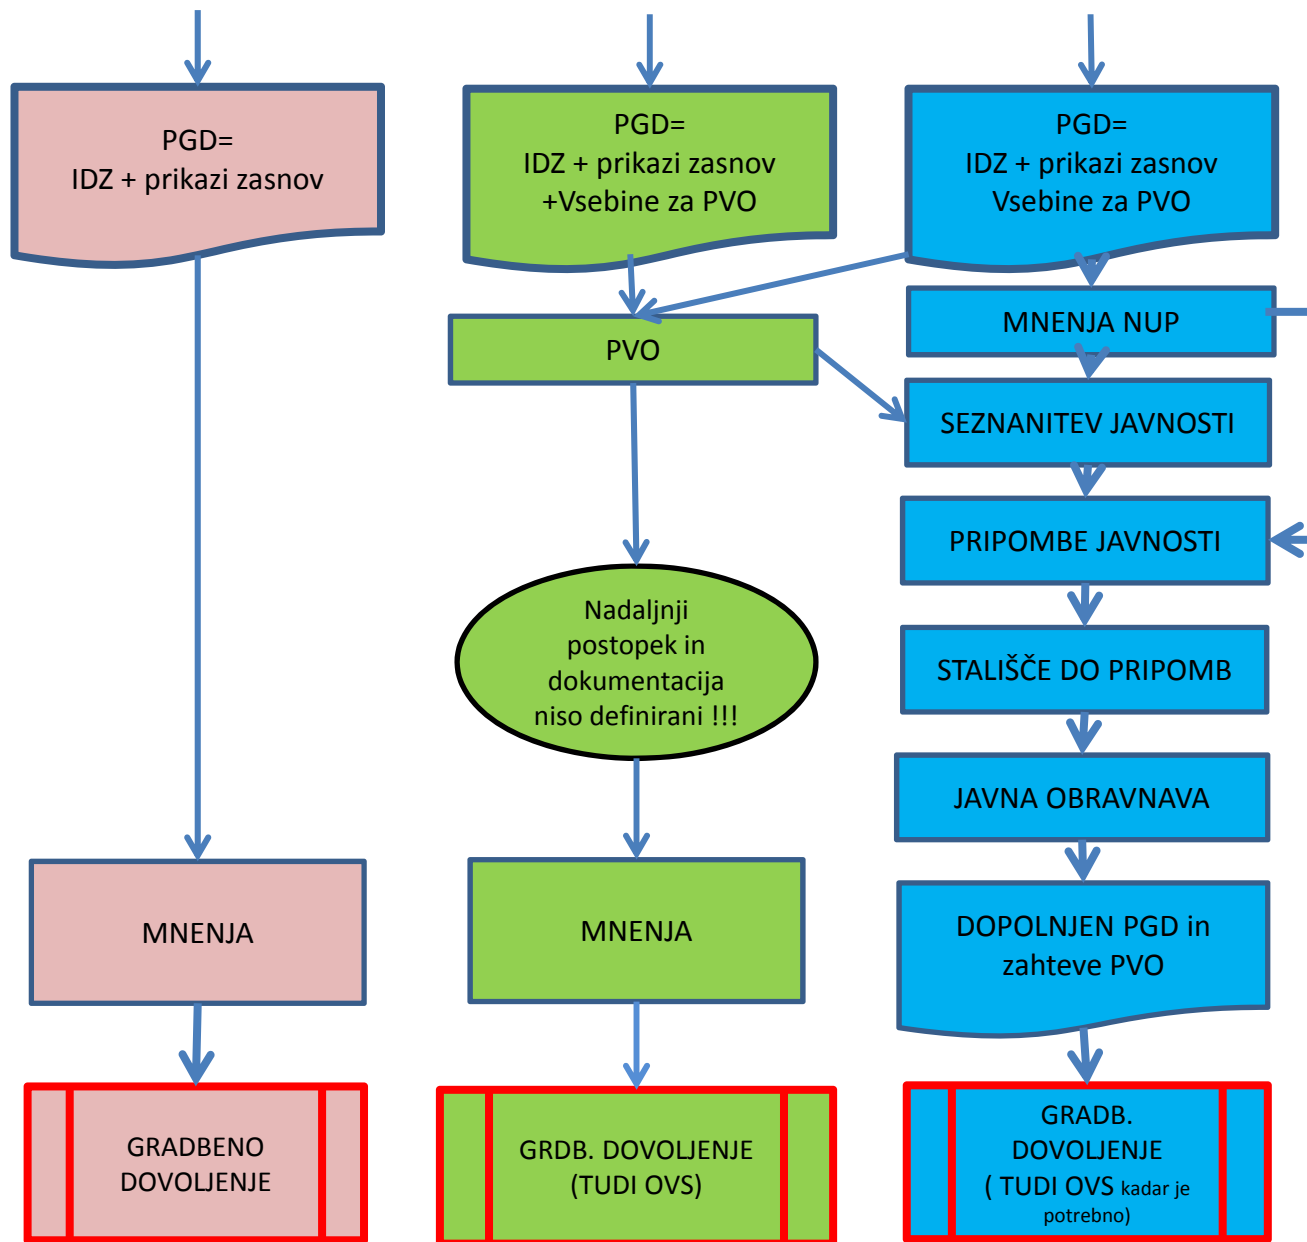 PGD=
IDZ + prikazi zasnov
MNENJA
GRADBENO
DOVOLJENJE
PGD=
IDZ + prikazi zasnov
+Vsebine za PVO
PVO
Nadaljnji
postopek in
dokumentacija
niso definirani !!!
MNENJA
GRDB. DOVOLJENJE
(TUDI OVS)
PGD=
IDZ + prikazi zasnov
Vsebine za PVO
MNENJA NUP
SEZNANITEV JAVNOSTI
PRIPOMBE JAVNOSTI
STALIŠČE DO PRIPOMB
JAVNA OBRAVNAVA
DOPOLNJEN PGD in
zahteve PVO
GRADB.
DOVOLJENJE
( TUDI OVS kadar je
potrebno)